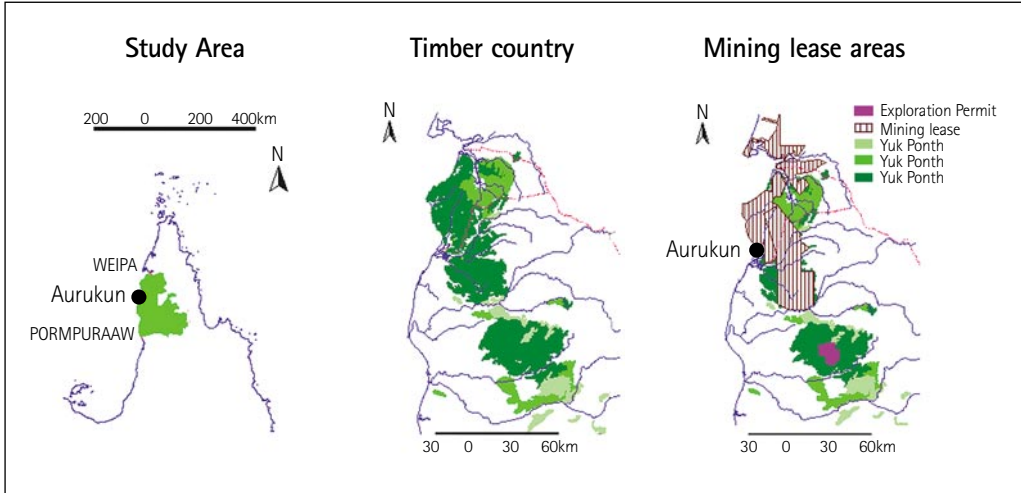 Study Area
200 0 200 400km
N
WEIPA
Aurukun
PORMPURAAW
Timber country
N
30 0 30 60km
Mining lease areas
N
Exploration Permit
Mining lease
Yuk Ponth
Yuk Ponth
Yuk Ponth
Aurukun
30 0 30 60km